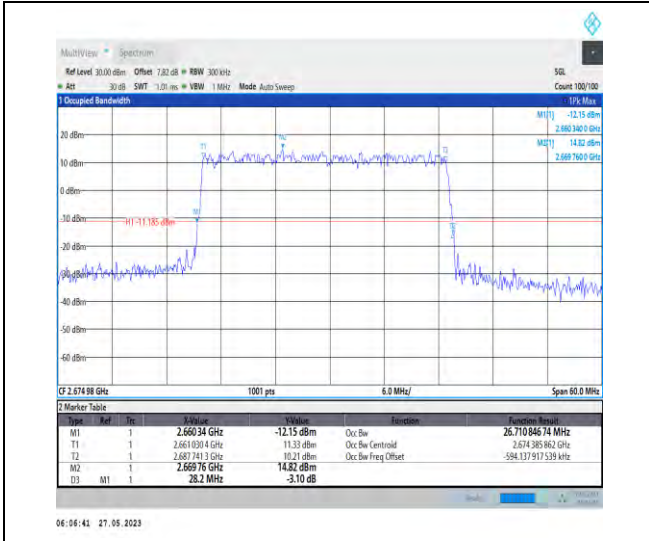 MultiView Spectrum
Ref Level 30.00 dBm Offset 7.82 dB RBW 300 kHz SGL
Att 30 dB SWT 1.01 ms VBW 1 MHz Mode Auto Sweep Count 100/100
1 Occupied Bandwidth 1Pk Max
M1[1] -12.15 dBm
2.660 340 0 GHz
20 dBm M2[1] 14.82 dBm
2.669 760 0 GHz
M2
T1 T2
10 dBm
0 dBm
M1
-10 dBm H1 -11.185 dBm
-20 dBm
-30 dBm
-40 dBm
-50 dBm
-60 dBm
CF 2.674 98 GHz 1001 pts 6.0 MHz/ Span 60.0 MHz
2 Marker Table
Type Ref Trc X-Value Y-Value Function Function Result
M1 1 2.660 34 GHz -12.15 dBm Occ Bw 26.710 846 74 MHz
T1 1 2.661 030 4 GHz 11.33 dBm Occ Bw Centroid 2.674 385 862 GHz
T2 1 2.687 741 3 GHz 10.21 dBm Occ Bw Freq Offset -594.137 917 539 kHz
M2 1 2.669 76 GHz 14.82 dBm
D3 M1 1 28.2 MHz -3.10 dB
06:06:41 27.05.2023